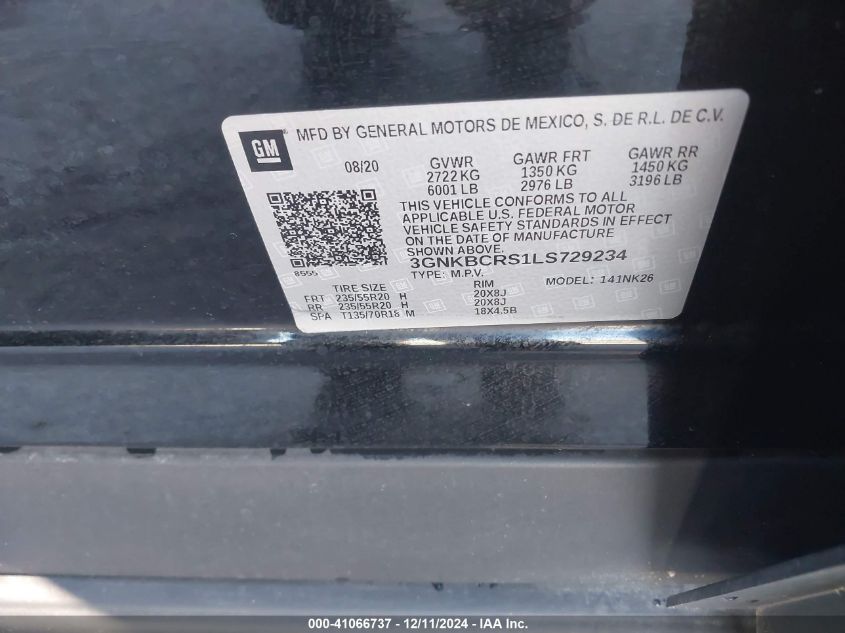 GM
MFD BY GENERAL MOTORS DE MEXICO, S. DE R.L. DE C.V.
08/20 GVWR GAWR FRT GAWR RR
2722 KG 1350 KG 1450 KG
6001 LB 2976 LB 3196 LB
THIS VEHICLE CONFORMS TO ALL
APPLICABLE U.S. FEDERAL MOTOR
VEHICLE SAFETY STANDARDS IN EFFECT
ON THE DATE OF MANUFACTURE
SHOWN ABOVE.
8555 3GNKBCRS1LS729234
TYPE: M.P.V. MODEL: 141NK26
TIRE SIZE RIM
FRT 235/55R20 H 20X8J
RR 235/55R20 H 20X8J
SPA T135/70R18 M 18X4.5B
000-41066737 - 12/11/2024 - IAA Inc.